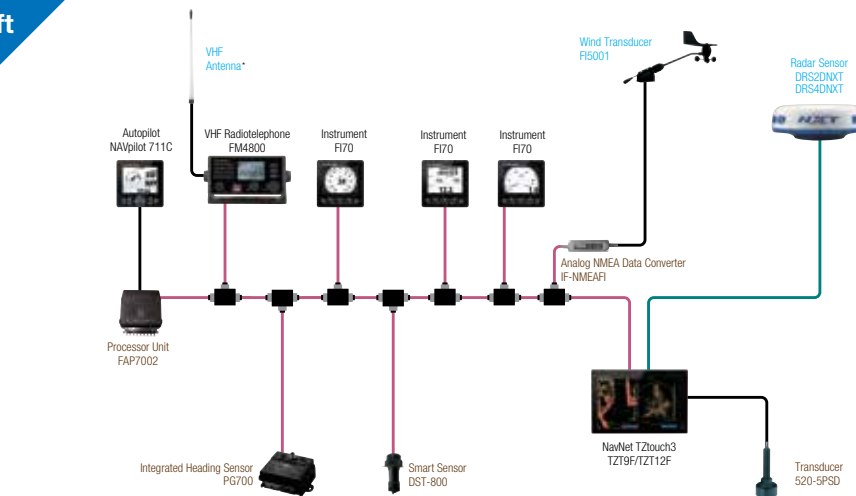 ft
VHF
Antenna*
Wind Transducer
FI5001
Radar Sensor
DRS2DNXT
DRS4DNXT
NXT
Autopilot
NAVpilot 711C
VHF Radiotelephone
FM4800
Instrument
FI70
Instrument
FI70
Instrument
FI70
Analog NMEA Data Converter
IF-NMEAFI
Processor Unit
FAP7002
NavNet TZtouch3
TZT9F/TZT12F
Integrated Heading Sensor
PG700
Smart Sensor
DST-800
Transducer
520-5PSD